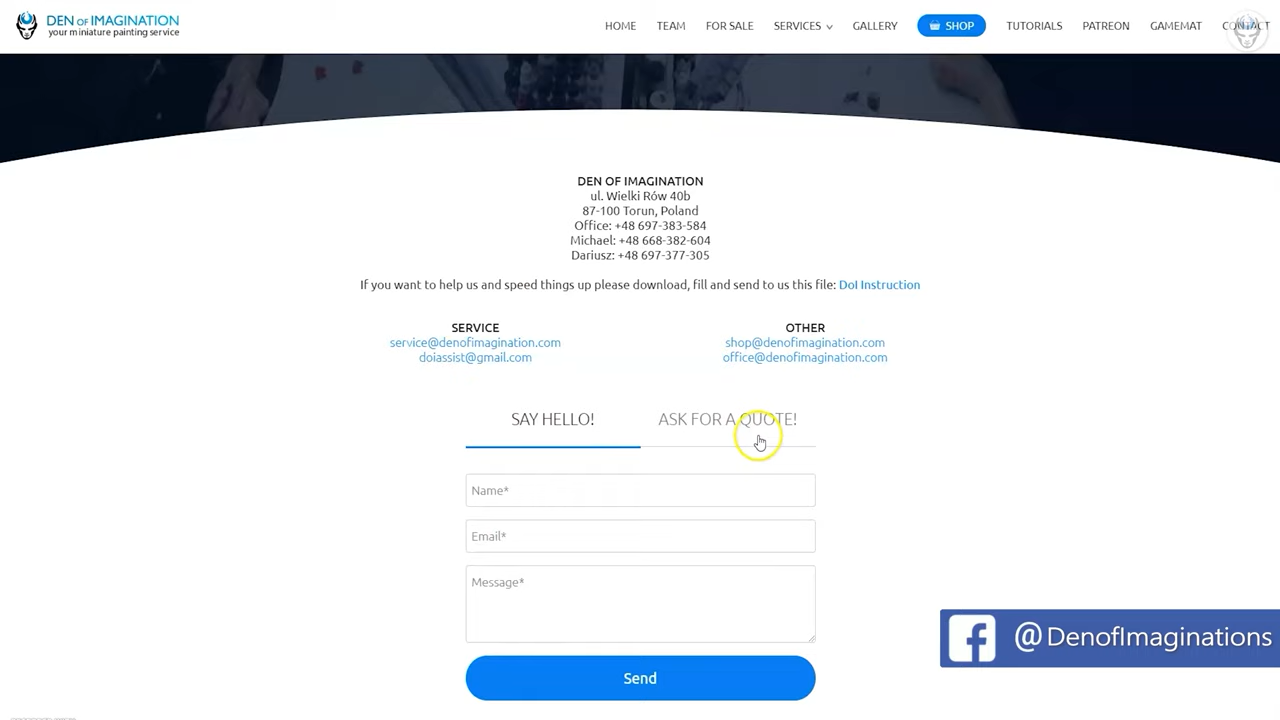 DEN OF IMAGINATION
your miniature painting service
HOME TEAM FOR SALE SERVICES GALLERY SHOP TUTORIALS PATREON GAMEMAT CONTACT
DEN OF IMAGINATION
ul. Wielki Rów 40b
87-100 Torun, Poland
Office: +48 697-383-584
Michael: +48 668-382-604
Dariusz: +48 697-377-305
If you want to help us and speed things up please download, fill and send to us this file: DoI Instruction
SERVICE
service@denofimagination.com
doiassist@gmail.com
OTHER
shop@denofimagination.com
office@denofimagination.com
SAY HELLO! ASK FOR A QUOTE!
Name*
Email*
Message*
Send
@DenofImaginations